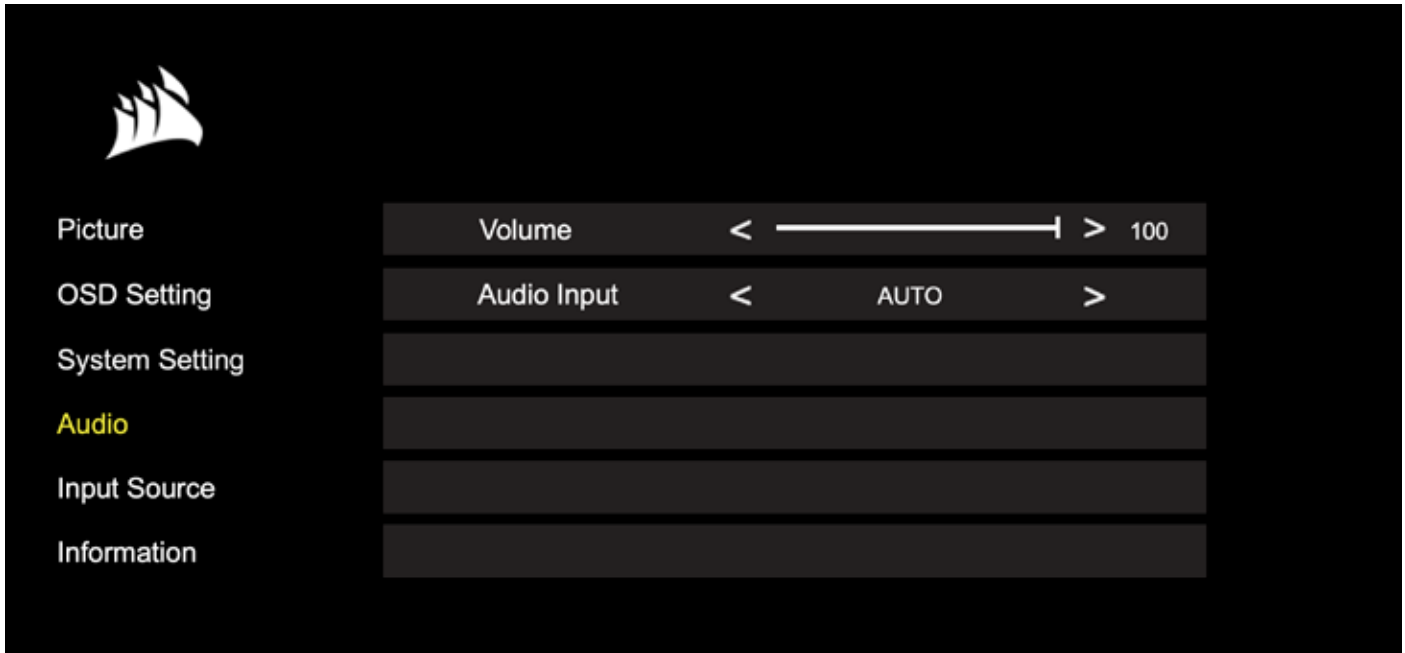 Picture
Volume < > 100
OSD Setting
Audio Input < AUTO >
System Setting
Audio
Input Source
Information